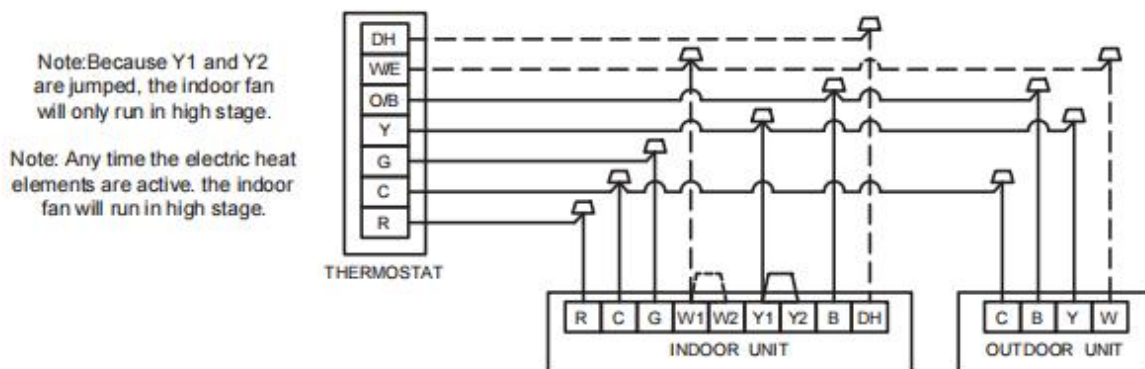 Note:Because Y1 and Y2
are jumped, the indoor fan
will only run in high stage.
Note: Any time the electric heat
elements are active. the indoor
fan will run in high stage.
DH
W/E
O/B
Y
G
C
R
THERMOSTAT
R C G W1 W2 Y1 Y2 B DH
INDOOR UNIT
C B Y W
OUTDOOR UNIT